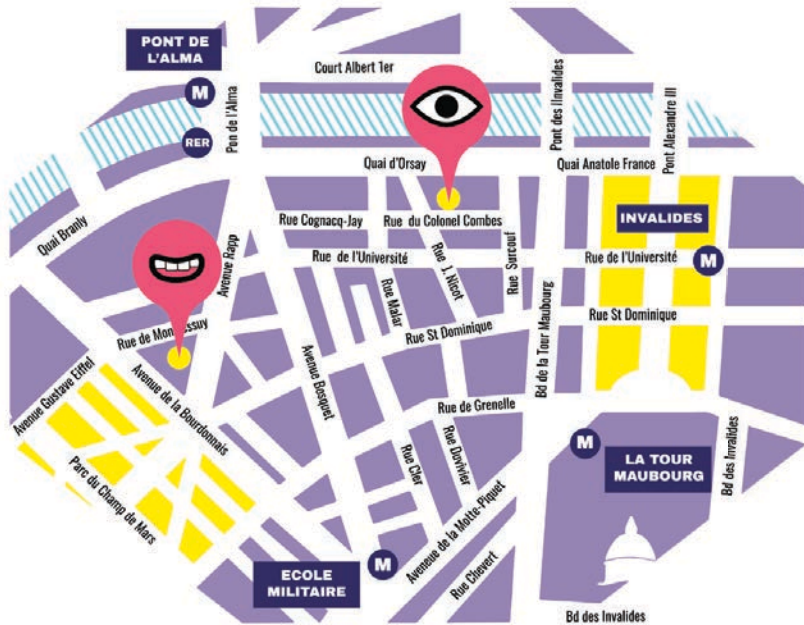 PONT DE
L'ALMA
M
RER
Court Albert 1er
Pon de l'Alma
Pont des IInvalides
Pont Alexandre III
Quai d'Orsay
Quai Anatole France
Quai Branly
Rue Cognacq-Jay
Rue du Colonel Combes
INVALIDES
M
Avenue Rapp
Rue de l'Université
Rue J. Nicot
Rue Surcouf
Rue de l'Université
Rue Malar
Bd de la Tour Maubourg
Rue St Dominique
Rue St Dominique
Avenue Gustave Eiffel
Avenue de la Bourdonnais
Avenue Bosquet
Rue de Grenelle
Parc du Champ de Mars
Rue Cler
Rue Dovivier
M
LA TOUR
MAUBOURG
Bd des Invalides
Aveneue de la Motte-Piquet
Rue Chevert
M
ECOLE
MILITAIRE
Bd des Invalides